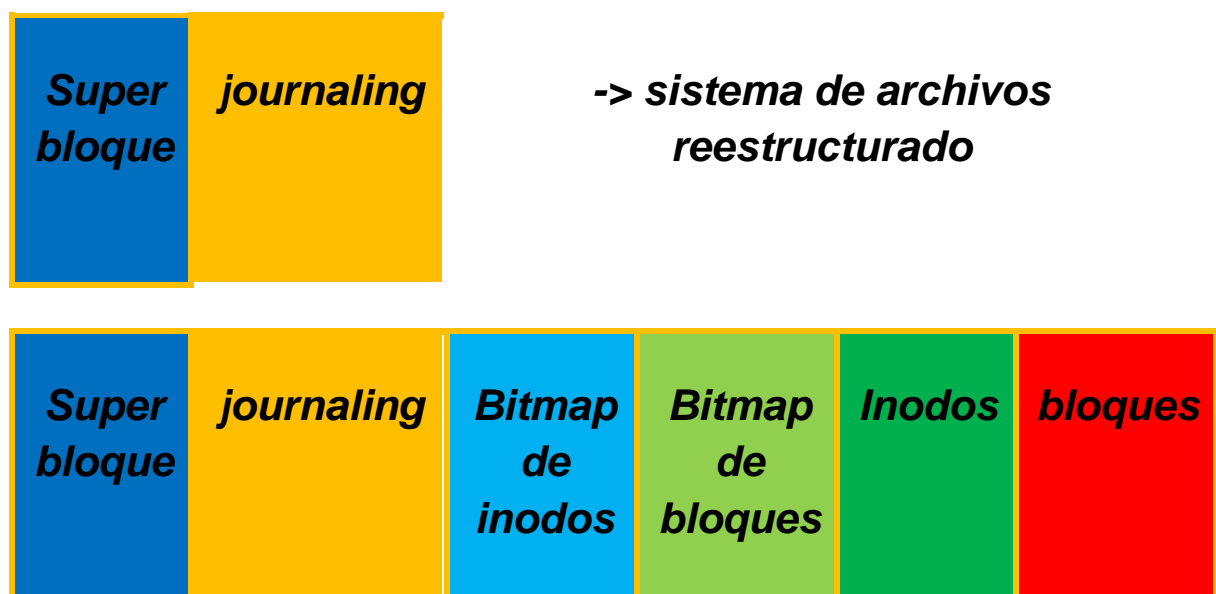 Super journaling -> sistema de archivos
bloque reestructurado
Super journaling Bitmap Bitmap Inodos bloques
bloque de de
inodos bloques